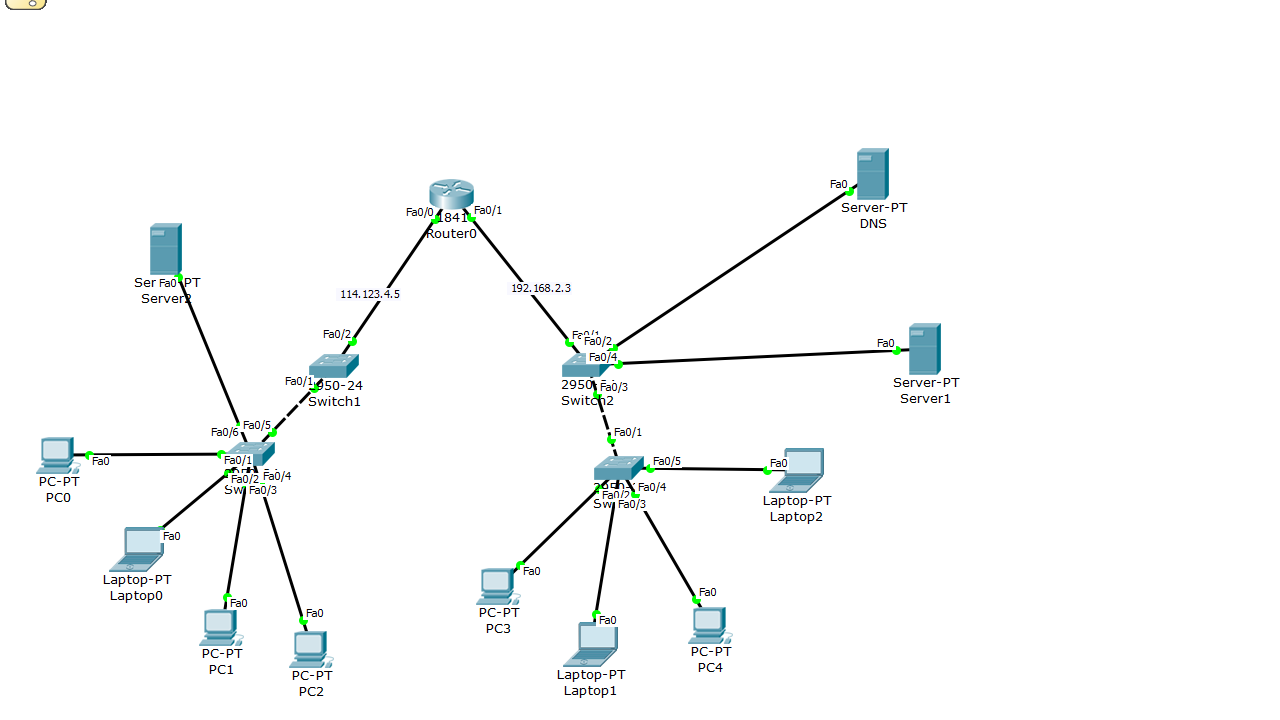 Fa0
Server-PT
DNS
Fa0/0
Fa0/1
1841
Router0
Fa0
Server2
114.123.4.5
192.168.2.3
Fa0/2
Fa0/1
950-24
Switch1
Fa0/2
Fa0/4
2950
Switch2
Fa0/3
Fa0
Server-PT
Server1
Fa0/6
Fa0/5
Fa0/1
Fa0/2
Fa0/4
Fa0/3
Fa0
PC-PT
PC0
Fa0
Laptop-PT
Laptop0
Fa0
PC-PT
PC1
Fa0
PC-PT
PC2
Fa0/1
Fa0/5
Fa0/4
Fa0/2
Fa0/3
Fa0
Laptop-PT
Laptop2
Fa0
PC-PT
PC3
Fa0
Laptop-PT
Laptop1
Fa0
PC-PT
PC4